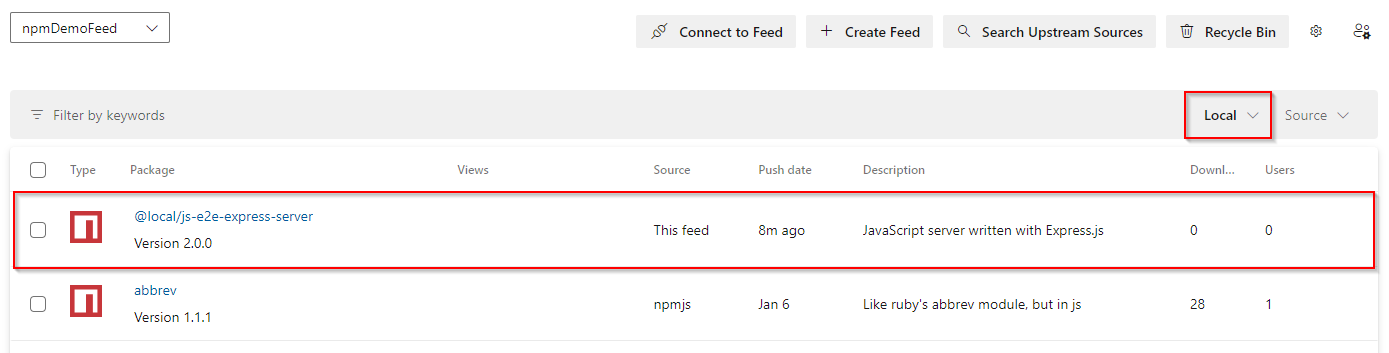 npmDemoFeed
Connect to Feed
Create Feed
Search Upstream Sources
Recycle Bin
Filter by keywords
Local
Source
Type Package Views Source Push date Description Downl... Users
@local/js-e2e-express-server
Version 2.0.0
This feed 8m ago JavaScript server written with Express.js 0 0
abbrev
Version 1.1.1
npmjs Jan 6 Like ruby's abbrev module, but in js 28 1